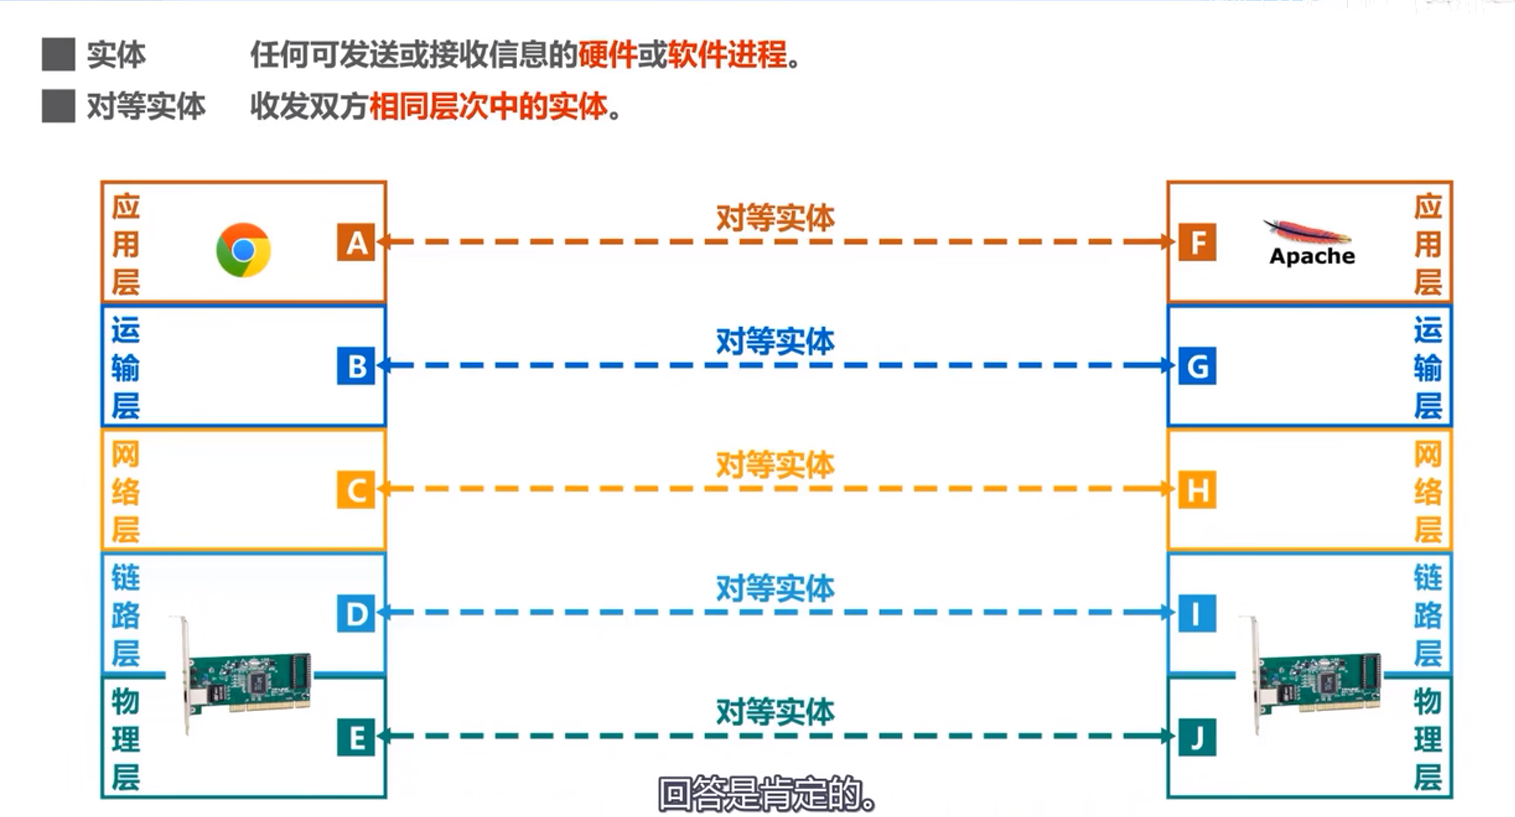 实体 任何可发送或接收信息的硬件或软件进程。
对等实体 收发双方相同层次中的实体。
应用层 A 对等实体 F Apache 应用层
运输层 B 对等实体 G 运输层
网络层 C 对等实体 H 网络层
链路层 D 对等实体 I 链路层
物理层 E 对等实体 J 物理层
回答是肯定的。